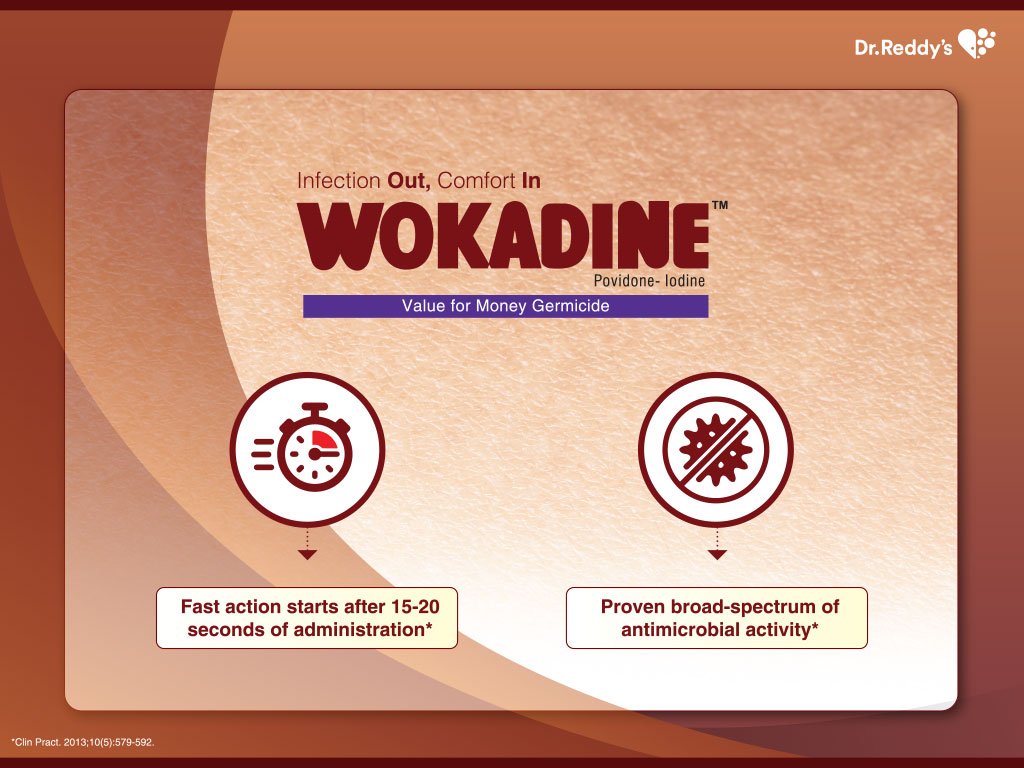 Dr.Reddy's
Infection Out, Comfort In
WOKADINE™
Povidone- Iodine
Value for Money Germicide
Fast action starts after 15-20
seconds of administration*
Proven broad-spectrum of
antimicrobial activity*
*Clin Pract. 2013;10(5):579-592.